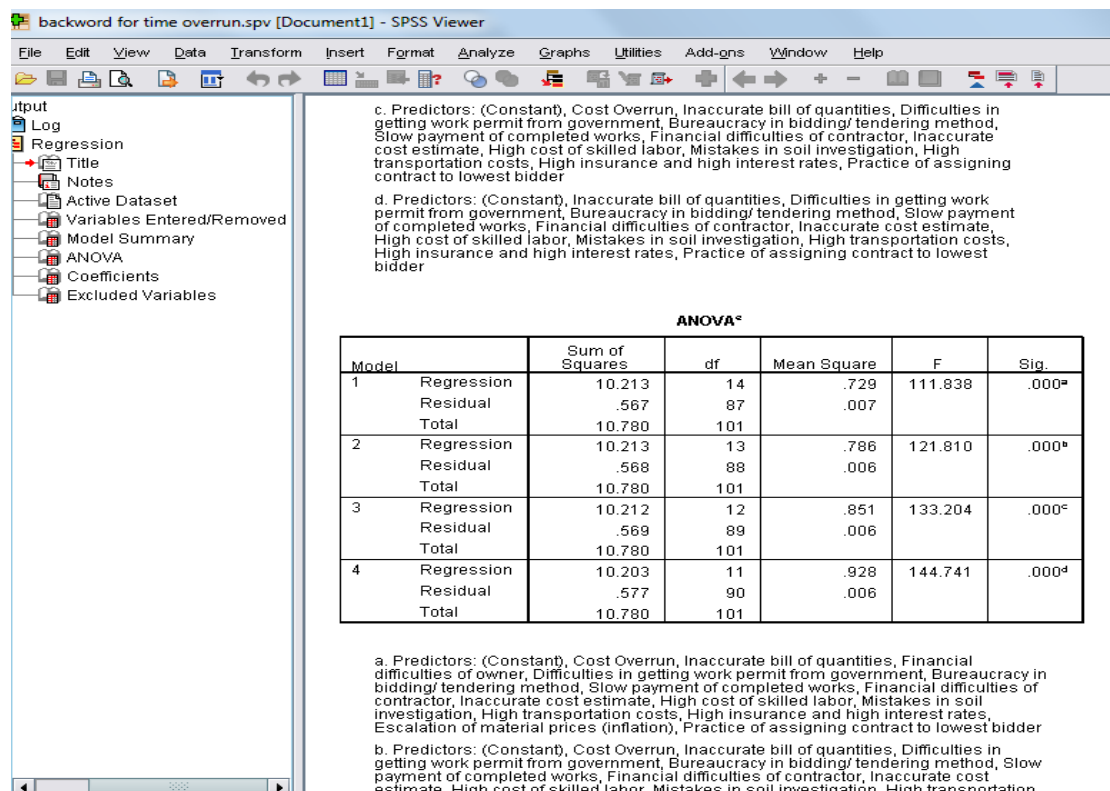 backword for time overrun.spv [Document1] - SPSS Viewer
File Edit View Data Transform Insert Format Analyze Graphs Utilities Add-ons Window Help
utput
Log
Regression
Title
Notes
Active Dataset
Variables Entered/Removed
Model Summary
ANOVA
Coefficients
Excluded Variables
c. Predictors: (Constant), Cost Overrun, Inaccurate bill of quantities, Difficulties in
getting work permit from government, Bureaucracy in bidding/ tendering method,
Slow payment of completed works, Financial difficulties of contractor, Inaccurate
cost estimate, High cost of skilled labor, Mistakes in soil investigation, High
transportation costs, High insurance and high interest rates, Practice of assigning
contract to lowest bidder
d. Predictors: (Constant), Inaccurate bill of quantities, Difficulties in getting work
permit from government, Bureaucracy in bidding/ tendering method, Slow payment
of completed works, Financial difficulties of contractor, Inaccurate cost estimate,
High cost of skilled labor, Mistakes in soil investigation, High transportation costs,
High insurance and high interest rates, Practice of assigning contract to lowest
bidder
ANOVAe
Model Sum of Squares df Mean Square F Sig.
1 Regression 10.213 14 .729 111.838 .000a
Residual .567 87 .007
Total 10.780 101
2 Regression 10.213 13 .786 121.810 .000b
Residual .568 88 .006
Total 10.780 101
3 Regression 10.212 12 .851 133.204 .000c
Residual .569 89 .006
Total 10.780 101
4 Regression 10.203 11 .928 144.741 .000d
Residual .577 90 .006
Total 10.780 101
a. Predictors: (Constant), Cost Overrun, Inaccurate bill of quantities, Financial
difficulties of owner, Difficulties in getting work permit from government, Bureaucracy in
bidding/ tendering method, Slow payment of completed works, Financial difficulties of
contractor, Inaccurate cost estimate, High cost of skilled labor, Mistakes in soil
investigation, High transportation costs, High insurance and high interest rates,
Escalation of material prices (inflation), Practice of assigning contract to lowest bidder
b. Predictors: (Constant), Cost Overrun, Inaccurate bill of quantities, Difficulties in
getting work permit from government, Bureaucracy in bidding/ tendering method, Slow
payment of completed works, Financial difficulties of contractor, Inaccurate cost
estimate, High cost of skilled labor, Mistakes in soil investigation, High transportation